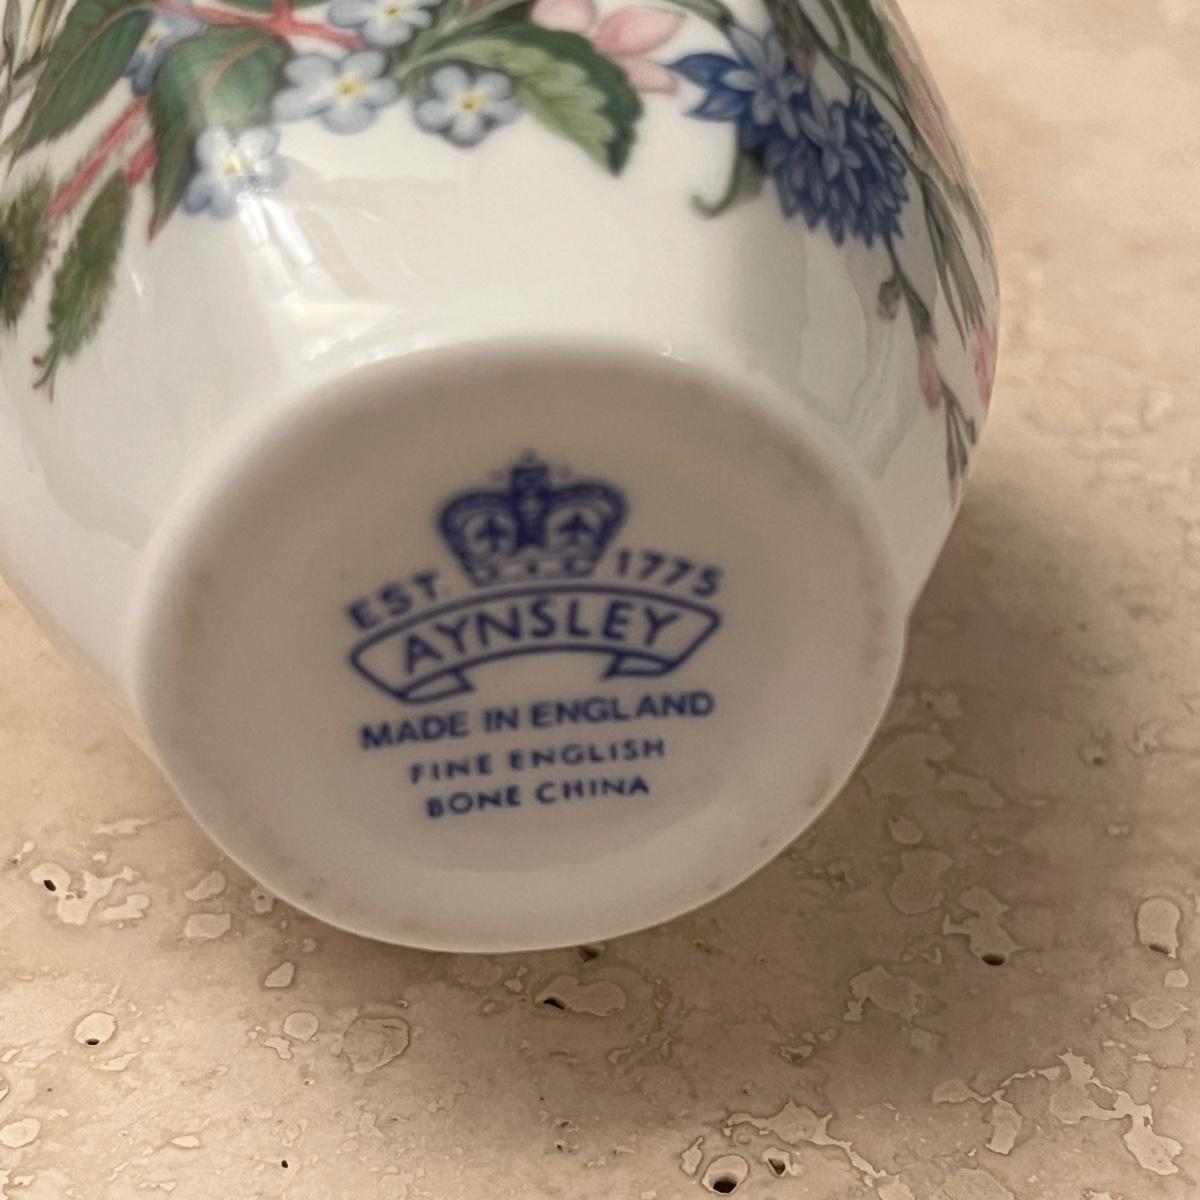 EST. 1775
AYNSLEY
MADE IN ENGLAND
FINE ENGLISH
BONE CHINA